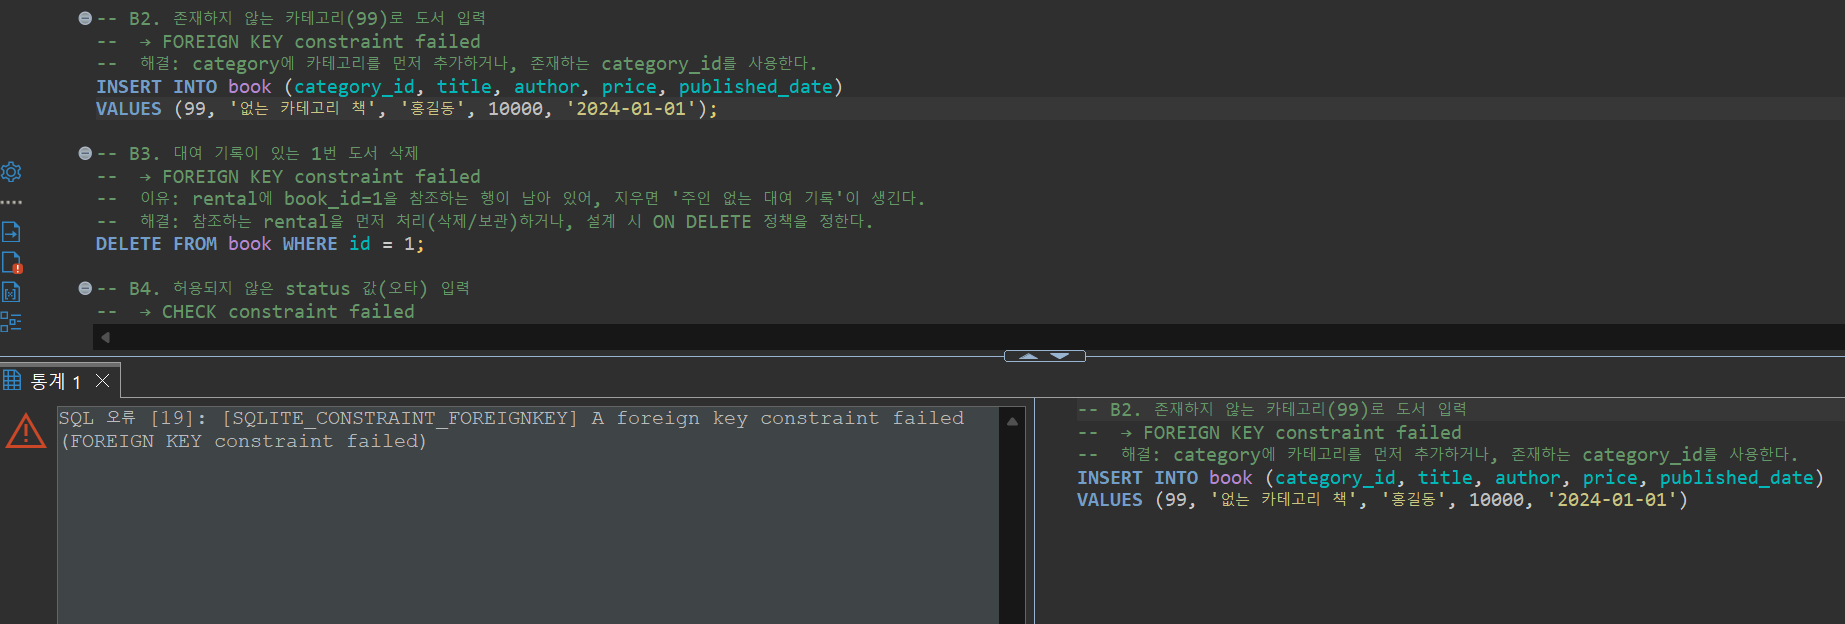 -- B2. 존재하지 않는 카테고리(99)로 도서 입력
-- → FOREIGN KEY constraint failed
-- 해결: category에 카테고리를 먼저 추가하거나, 존재하는 category_id를 사용한다.
INSERT INTO book (category_id, title, author, price, published_date)
VALUES (99, '없는 카테고리 책', '홍길동', 10000, '2024-01-01');
-- B3. 대여 기록이 있는 1번 도서 삭제
-- → FOREIGN KEY constraint failed
-- 이유: rental에 book_id=1을 참조하는 행이 남아 있어, 지우면 '주인 없는 대여 기록'이 생긴다.
-- 해결: 참조하는 rental을 먼저 처리(삭제/보관)하거나, 설계 시 ON DELETE 정책을 정한다.
DELETE FROM book WHERE id = 1;
-- B4. 허용되지 않은 status 값(오타) 입력
-- → CHECK constraint failed
통계 1
SQL 오류 [19]: [SQLITE_CONSTRAINT_FOREIGNKEY] A foreign key constraint failed
(FOREIGN KEY constraint failed)
-- B2. 존재하지 않는 카테고리(99)로 도서 입력
-- → FOREIGN KEY constraint failed
-- 해결: category에 카테고리를 먼저 추가하거나, 존재하는 category_id를 사용한다.
INSERT INTO book (category_id, title, author, price, published_date)
VALUES (99, '없는 카테고리 책', '홍길동', 10000, '2024-01-01')